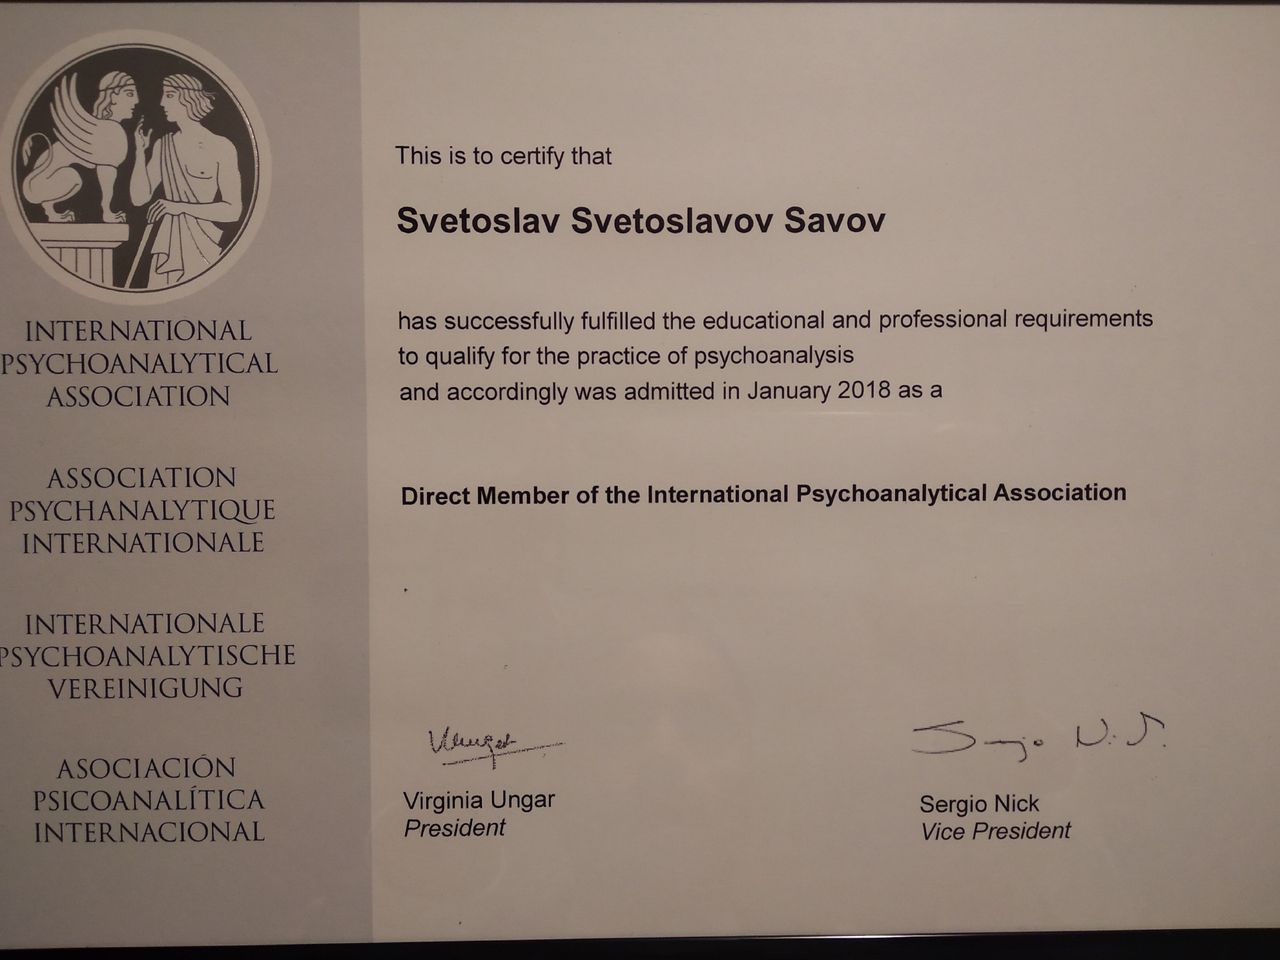 INTERNATIONAL
PSYCHOANALYTICAL
ASSOCIATION
ASSOCIATION
PSYCHANALYTIQUE
INTERNATIONALE
INTERNATIONALE
PSYCHOANALYTISCHE
VEREINIGUNG
ASOCIACIÓN
PSICOANALÍTICA
INTERNACIONAL
This is to certify that
Svetoslav Svetoslavov Savov
has successfully fulfilled the educational and professional requirements
to qualify for the practice of psychoanalysis
and accordingly was admitted in January 2018 as a
Direct Member of the International Psychoanalytical Association
Virginia Ungar
President
Sergio Nick
Vice President